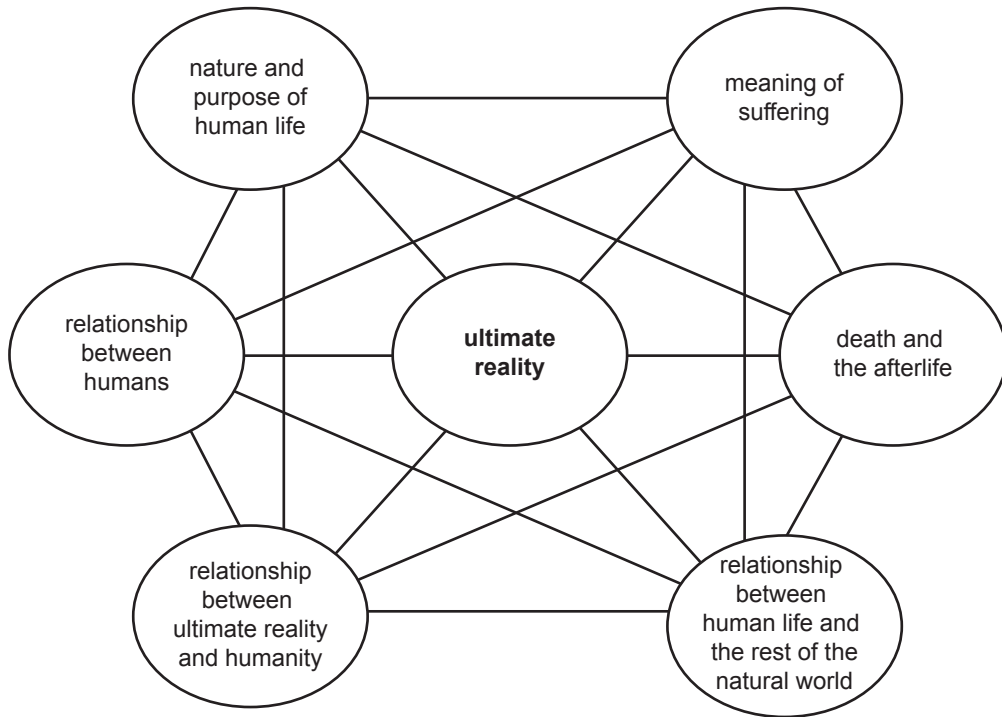 nature and
purpose of
human life
meaning of
suffering
relationship
between
humans
ultimate
reality
death and
the afterlife
relationship
between
ultimate reality
and humanity
relationship
between
human life and
the rest of the
natural world